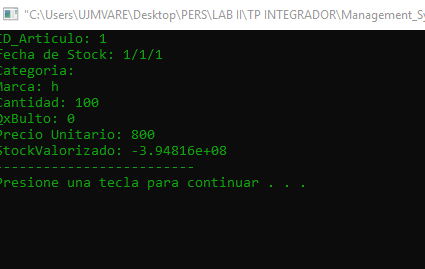 "C:\Users\UJMVARE\Desktop\PERS\LAB II\TP INTEGRADOR\Management_Sy
ID_Articulo: 1
Fecha de Stock: 1/1/1
Categoria:
Marca: h
Cantidad: 100
QxBulto: 0
Precio Unitario: 800
StockValorizado: -3.94816e+08
-------------------------
Presione una tecla para continuar . . .